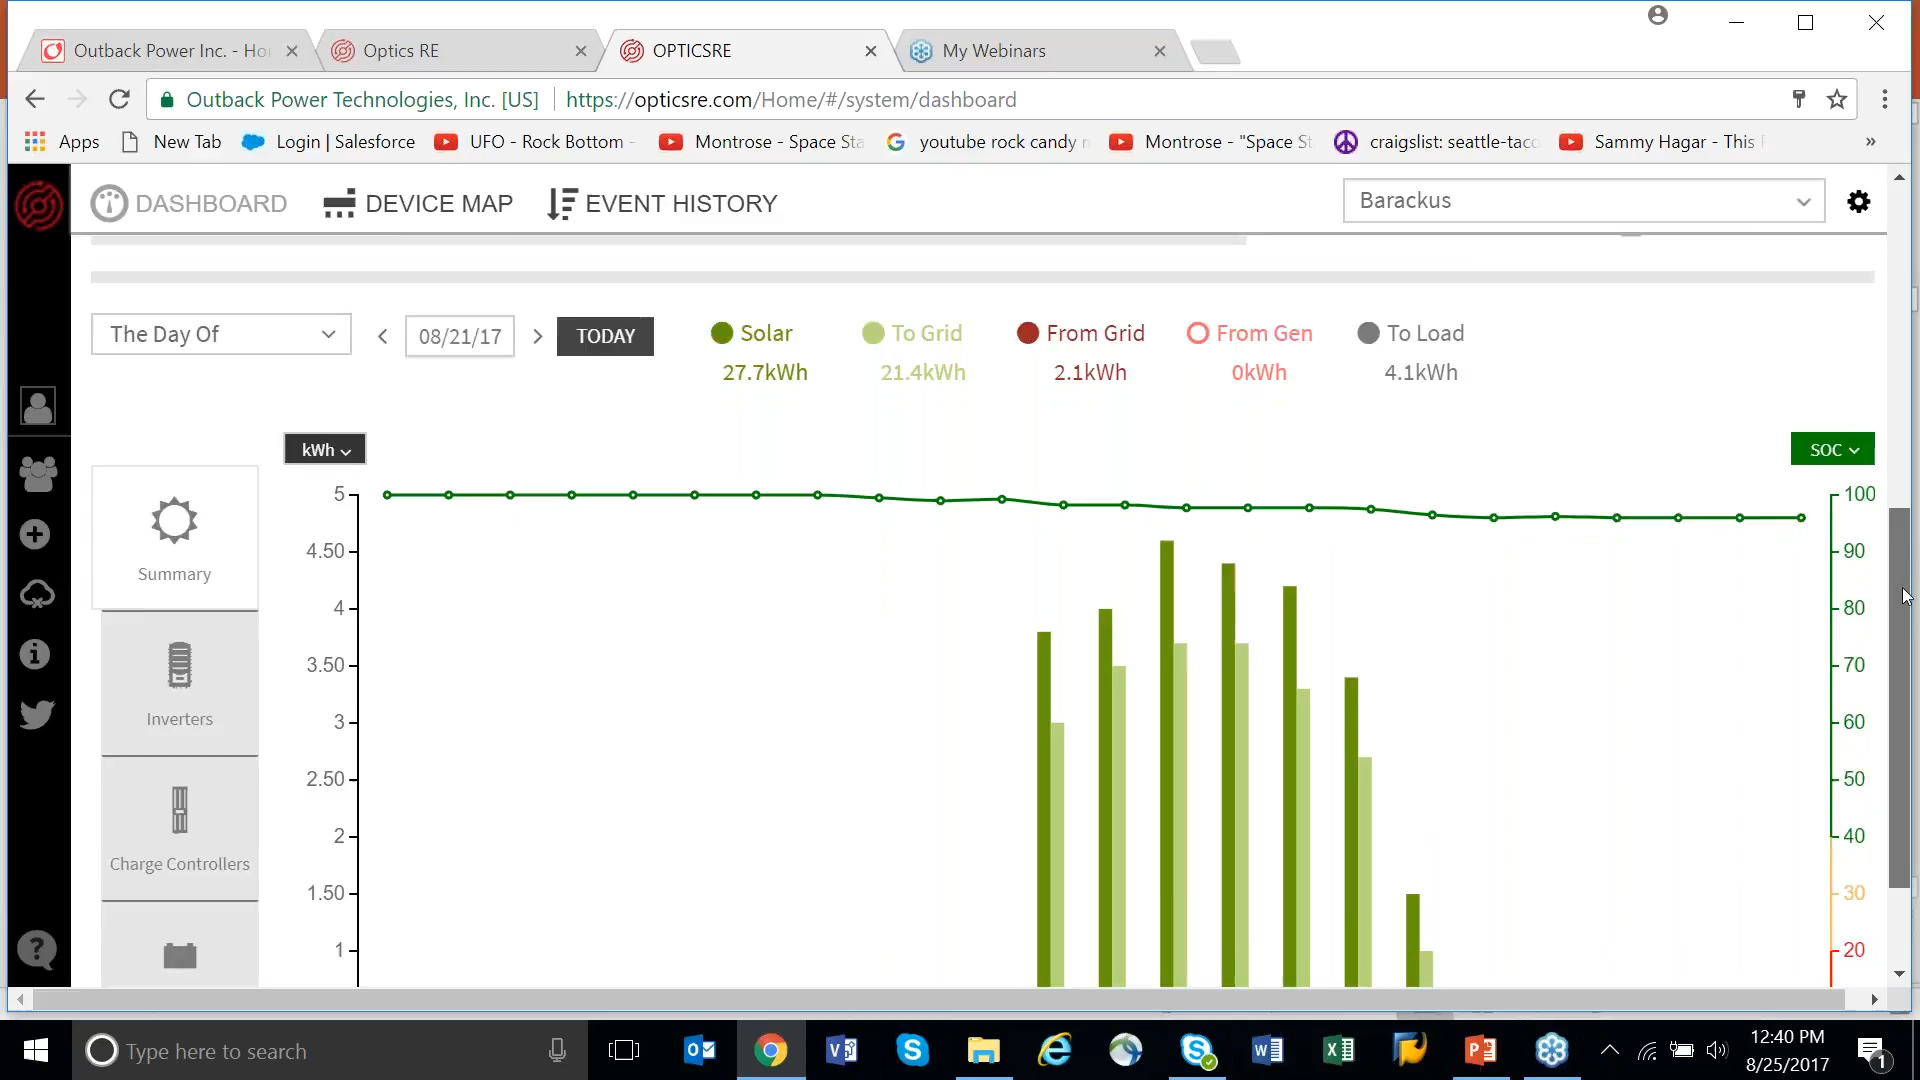 Outback Power Inc. - Ho
Optics RE
OPTICSRE
My Webinars
Outback Power Technologies, Inc. [US]
https://opticsre.com/Home/#/system/dashboard
Apps
New Tab
Login | Salesforce
UFO - Rock Bottom -
Montrose - Space Sta
youtube rock candy
Montrose - "Space St
craigslist: seattle-taco
Sammy Hagar - This
»
DASHBOARD
DEVICE MAP
EVENT HISTORY
Barackus
The Day Of
08/21/17
TODAY
Solar
27.7kWh
To Grid
21.4kWh
From Grid
2.1kWh
From Gen
0kWh
To Load
4.1kWh
kWh
SOC
Summary
Inverters
Charge Controllers
5
4.50
4
3.50
3
2.50
2
1.50
1
100
90
80
70
60
50
40
30
20
Type here to search
12:40 PM
8/25/2017
1